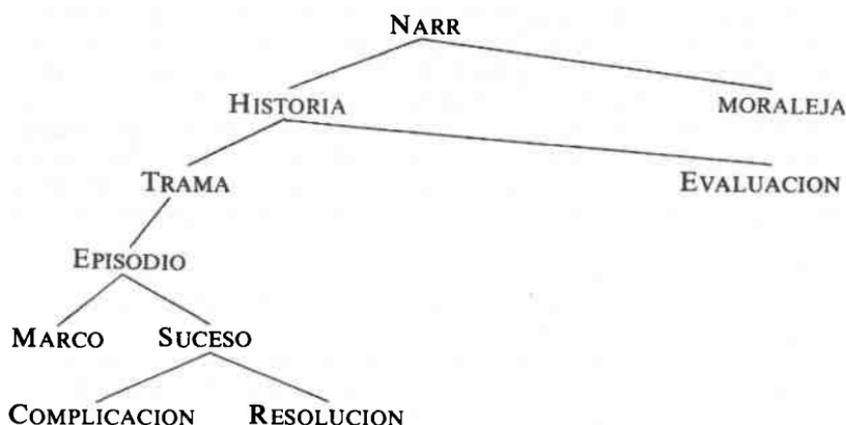 NARR
HISTORIA MORALEJA
TRAMA EVALUACION
EPISODIO
MARCO SUCESO
COMPLICACION RESOLUCION